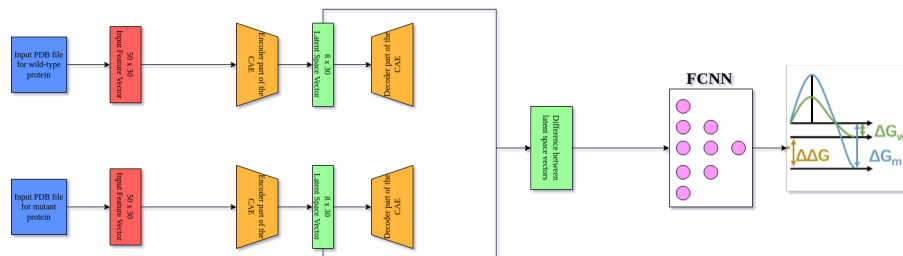 Input PDB file
for wild-type
protein
50 x 30
Input Feature Vector
Encoder part of the
CAE
8 x 30
Latent Space Vector
Decoder part of the
CAE
Input PDB file
for mutant
protein
50 x 30
Input Feature Vector
Encoder part of the
CAE
8 x 30
Latent Space Vector
Decoder part of the
CAE
Difference between
latent space vectors
FCNN
ΔG_w
ΔΔG
ΔG_m